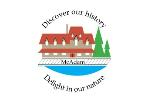 Discover our history
McAdam
Delight in our nature